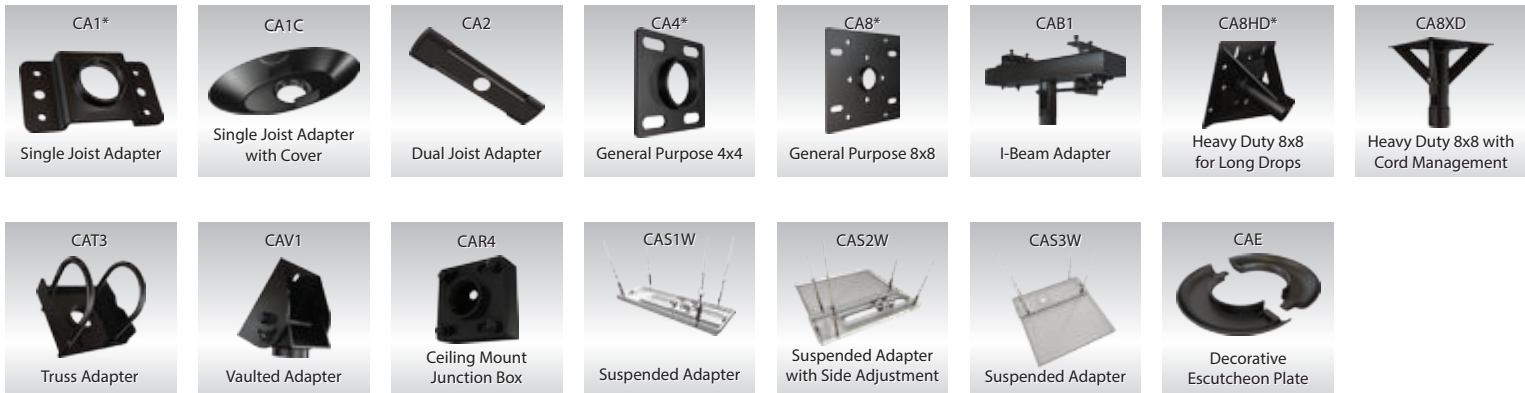 CA1*
Single Joist Adapter
CA1C
Single Joist Adapter
with Cover
CA2
Dual Joist Adapter
CA4*
General Purpose 4x4
CA8*
General Purpose 8x8
CAB1
I-Beam Adapter
CA8HD*
Heavy Duty 8x8
for Long Drops
CA8XD
Heavy Duty 8x8 with
Cord Management
CAT3
Truss Adapter
CAV1
Vaulted Adapter
CAR4
Ceiling Mount
Junction Box
CAS1W
Suspended Adapter
CAS2W
Suspended Adapter
with Side Adjustment
CAS3W
Suspended Adapter
CAE
Decorative
Escutcheon Plate